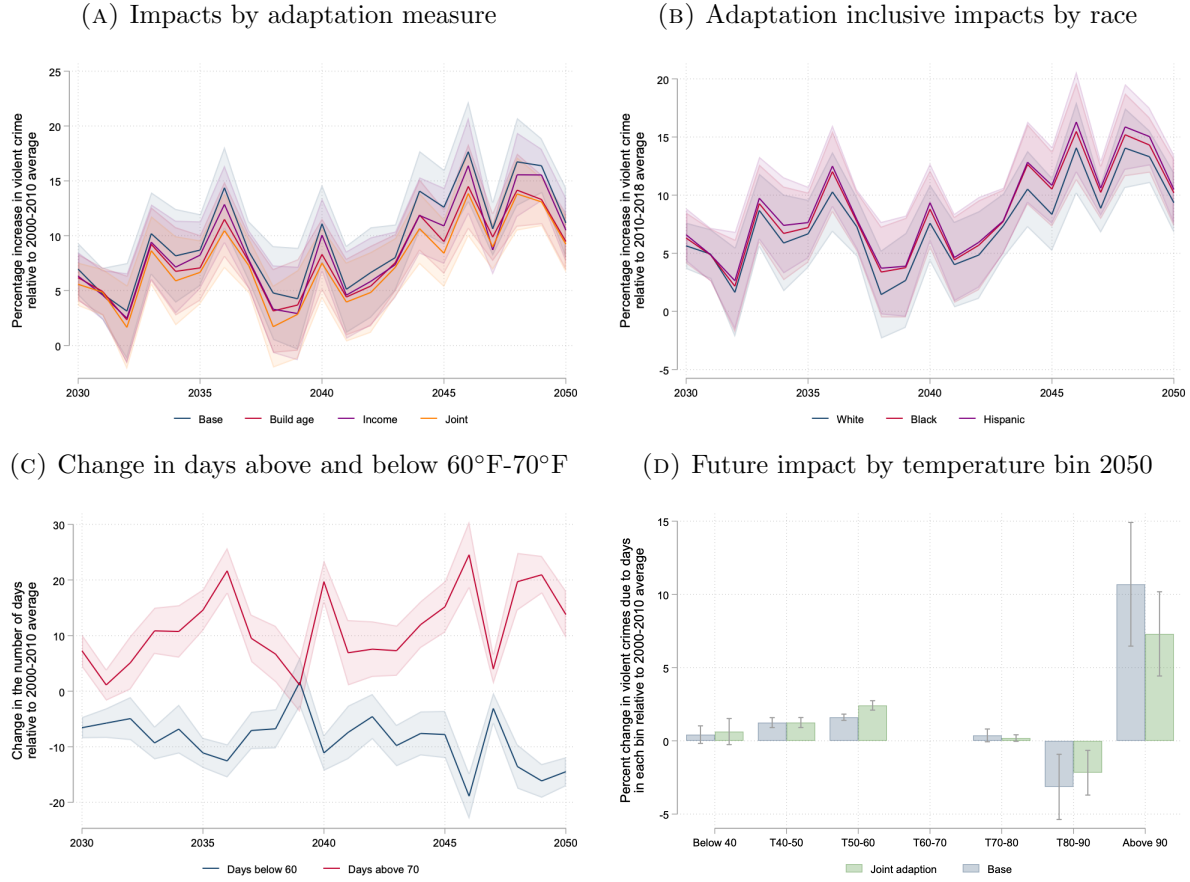 (A) Impacts by adaptation measure
Percentage increase in violent crime
relative to 2000-2010 average
25
20
15
10
5
0
2030 2035 2040 2045 2050
Base Build age Income Joint
(B) Adaptation inclusive impacts by race
Percentage increase in violent crime
relative to 2010-2018 average
20
15
10
5
0
-5
2030 2035 2040 2045 2050
White Black Hispanic
(C) Change in days above and below 60°F-70°F
Change in the number of days
relative to 2000-2010 average
30
20
10
0
-10
-20
2030 2035 2040 2045 2050
Days below 60 Days above 70
(D) Future impact by temperature bin 2050
Percent change in violent crimes due to days
in each bin relative to 2000-2010 average
15
10
5
0
-5
Below 40 T40-50 T50-60 T60-70 T70-80 T80-90 Above 90
Joint adaption Base